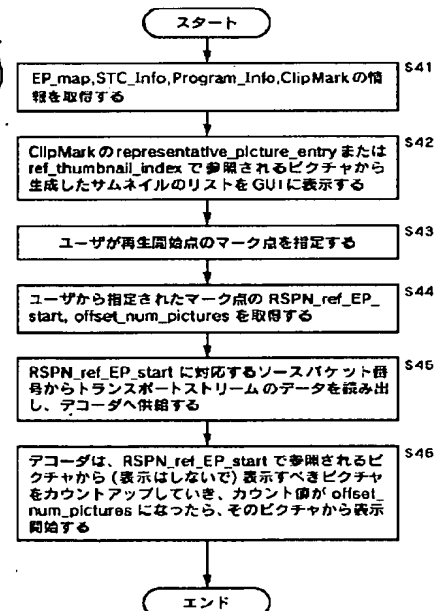 スタート
S41
EP_map,STC_Info,Program_Info,ClipMarkの情
報を取得する
S42
ClipMarkのrepresentative_picture_entryまたは
ref_thumbnail_indexで参照されるピクチャから
生成したサムネイルのリストをGUIに表示する
S43
ユーザが再生開始点のマーク点を指定する
S44
ユーザから指定されたマーク点のRSPN_ref_EP_
start, offset_num_picturesを取得する
S45
RSPN_ref_EP_startに対応するソースパケット番
号からトランスポートストリームのデータを読み出
し、デコーダへ供給する
S46
デコーダは、RSPN_ref_EP_startで参照されるピ
クチャから(表示はしないで)表示すべきピクチャ
をカウントアップしていき、カウント値がoffset_
num_picturesになったら、そのピクチャから表示
開始する
エンド